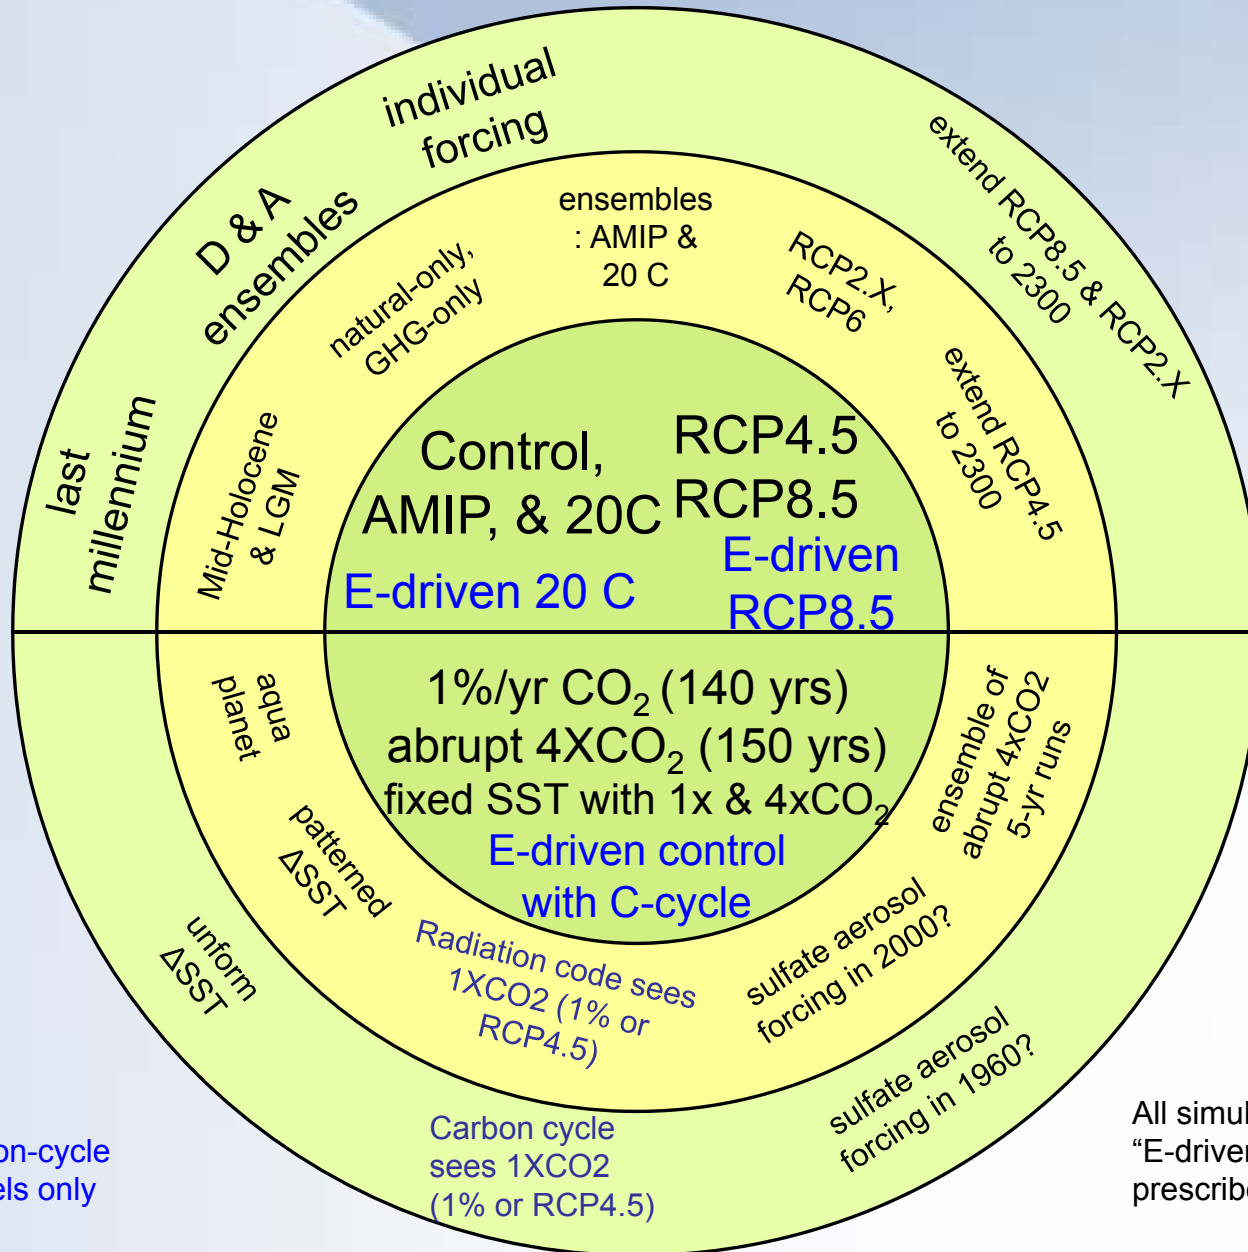 individual
forcing
D & A
ensembles
last
millennium
extend RCP8.5 & RCP2.X
to 2300
ensembles
: AMIP &
20 C
natural-only,
GHG-only
RCP2.X,
RCP6
Mid-Holocene
& LGM
extend RCP4.5
to 2300
Control,
AMIP, & 20C
E-driven 20 C
RCP4.5
RCP8.5
E-driven
RCP8.5
1%/yr CO₂ (140 yrs)
abrupt 4XCO₂ (150 yrs)
fixed SST with 1x & 4xCO₂
E-driven control
with C-cycle
aqua
planet
patterned
ΔSST
Radiation code sees
1XCO2 (1% or
RCP4.5)
sulfate aerosol
forcing in 2000?
ensemble of
abrupt 4xCO2
5-yr runs
unform
ΔSST
Carbon cycle
sees 1XCO2
(1% or RCP4.5)
sulfate aerosol
forcing in 1960?
on-cycle
els only
All simul
“E-driven
prescribe